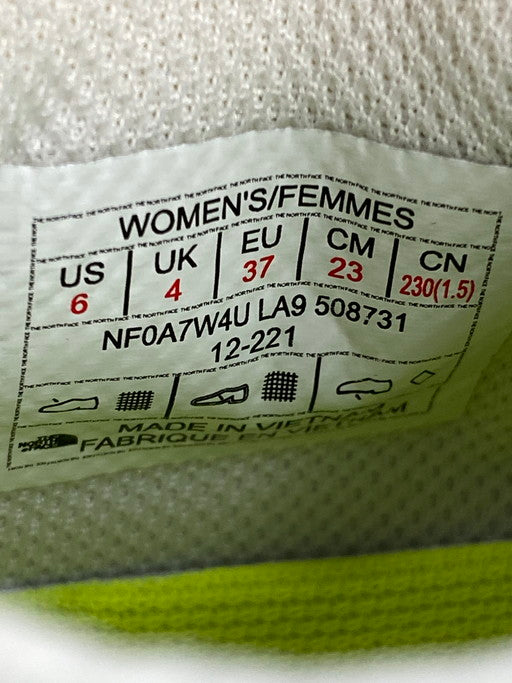 WOMEN'S/FEMMES
US UK EU CM CN
6 4 37 23 230(1.5)
NF0A7W4U LA9 508731
12-221
MADE IN VIETNAM
FABRIQUE EN VIETNAM